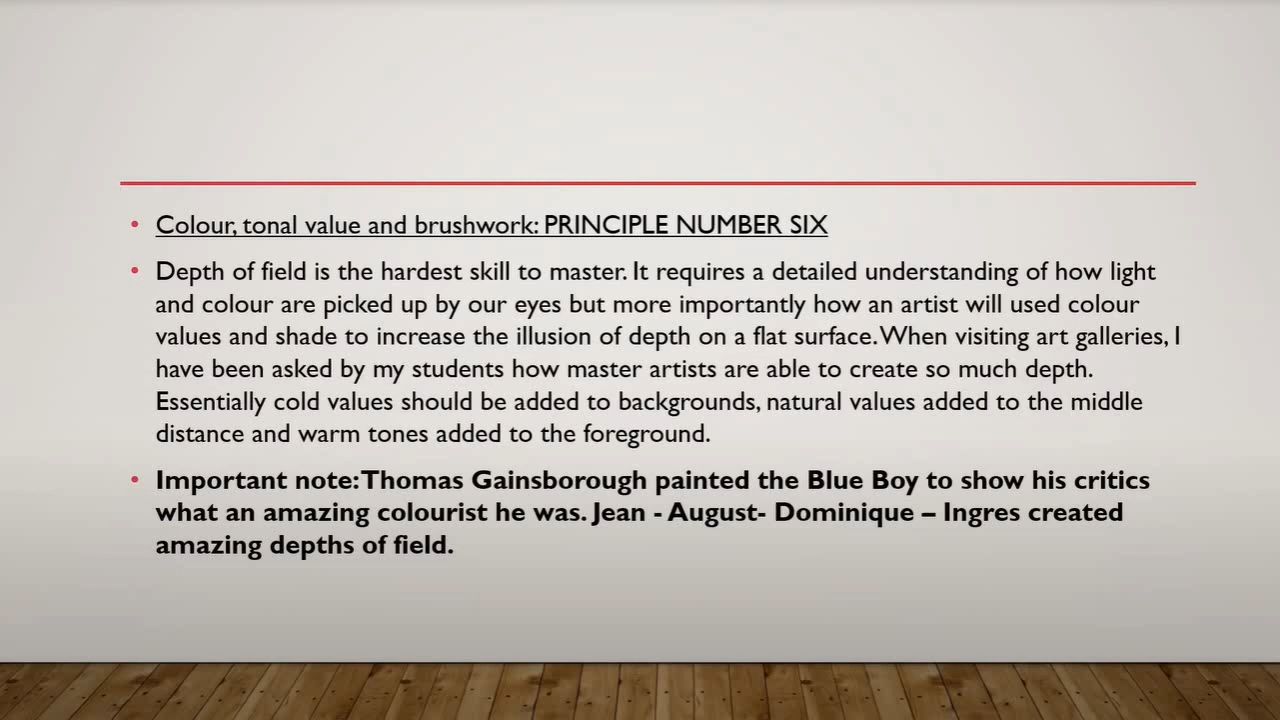 Colour, tonal value and brushwork: PRINCIPLE NUMBER SIX
Depth of field is the hardest skill to master. It requires a detailed understanding of how light
and colour are picked up by our eyes but more importantly how an artist will used colour
values and shade to increase the illusion of depth on a flat surface. When visiting art galleries, I
have been asked by my students how master artists are able to create so much depth.
Essentially cold values should be added to backgrounds, natural values added to the middle
distance and warm tones added to the foreground.
Important note: Thomas Gainsborough painted the Blue Boy to show his critics
what an amazing colourist he was. Jean - August- Dominique – Ingres created
amazing depths of field.